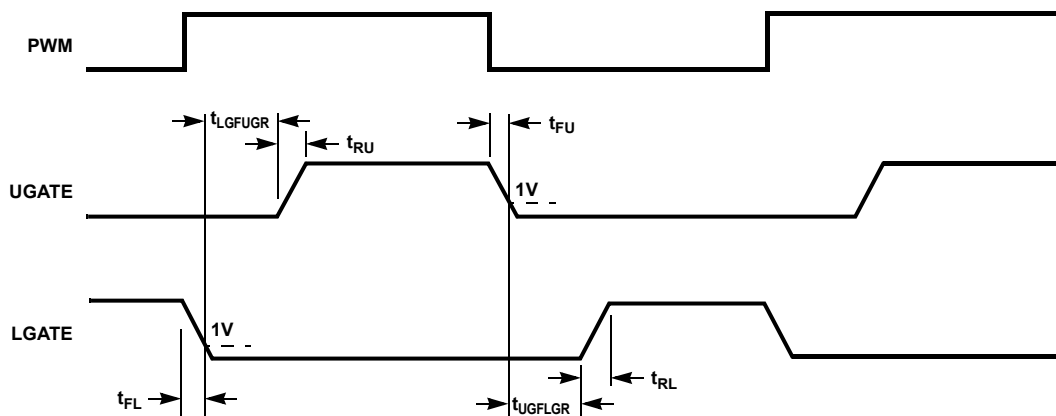 PWM
tLGFUGR
tRU
tFU
UGATE
1V
LGATE
1V
tFL
tUGFLGR
tRL